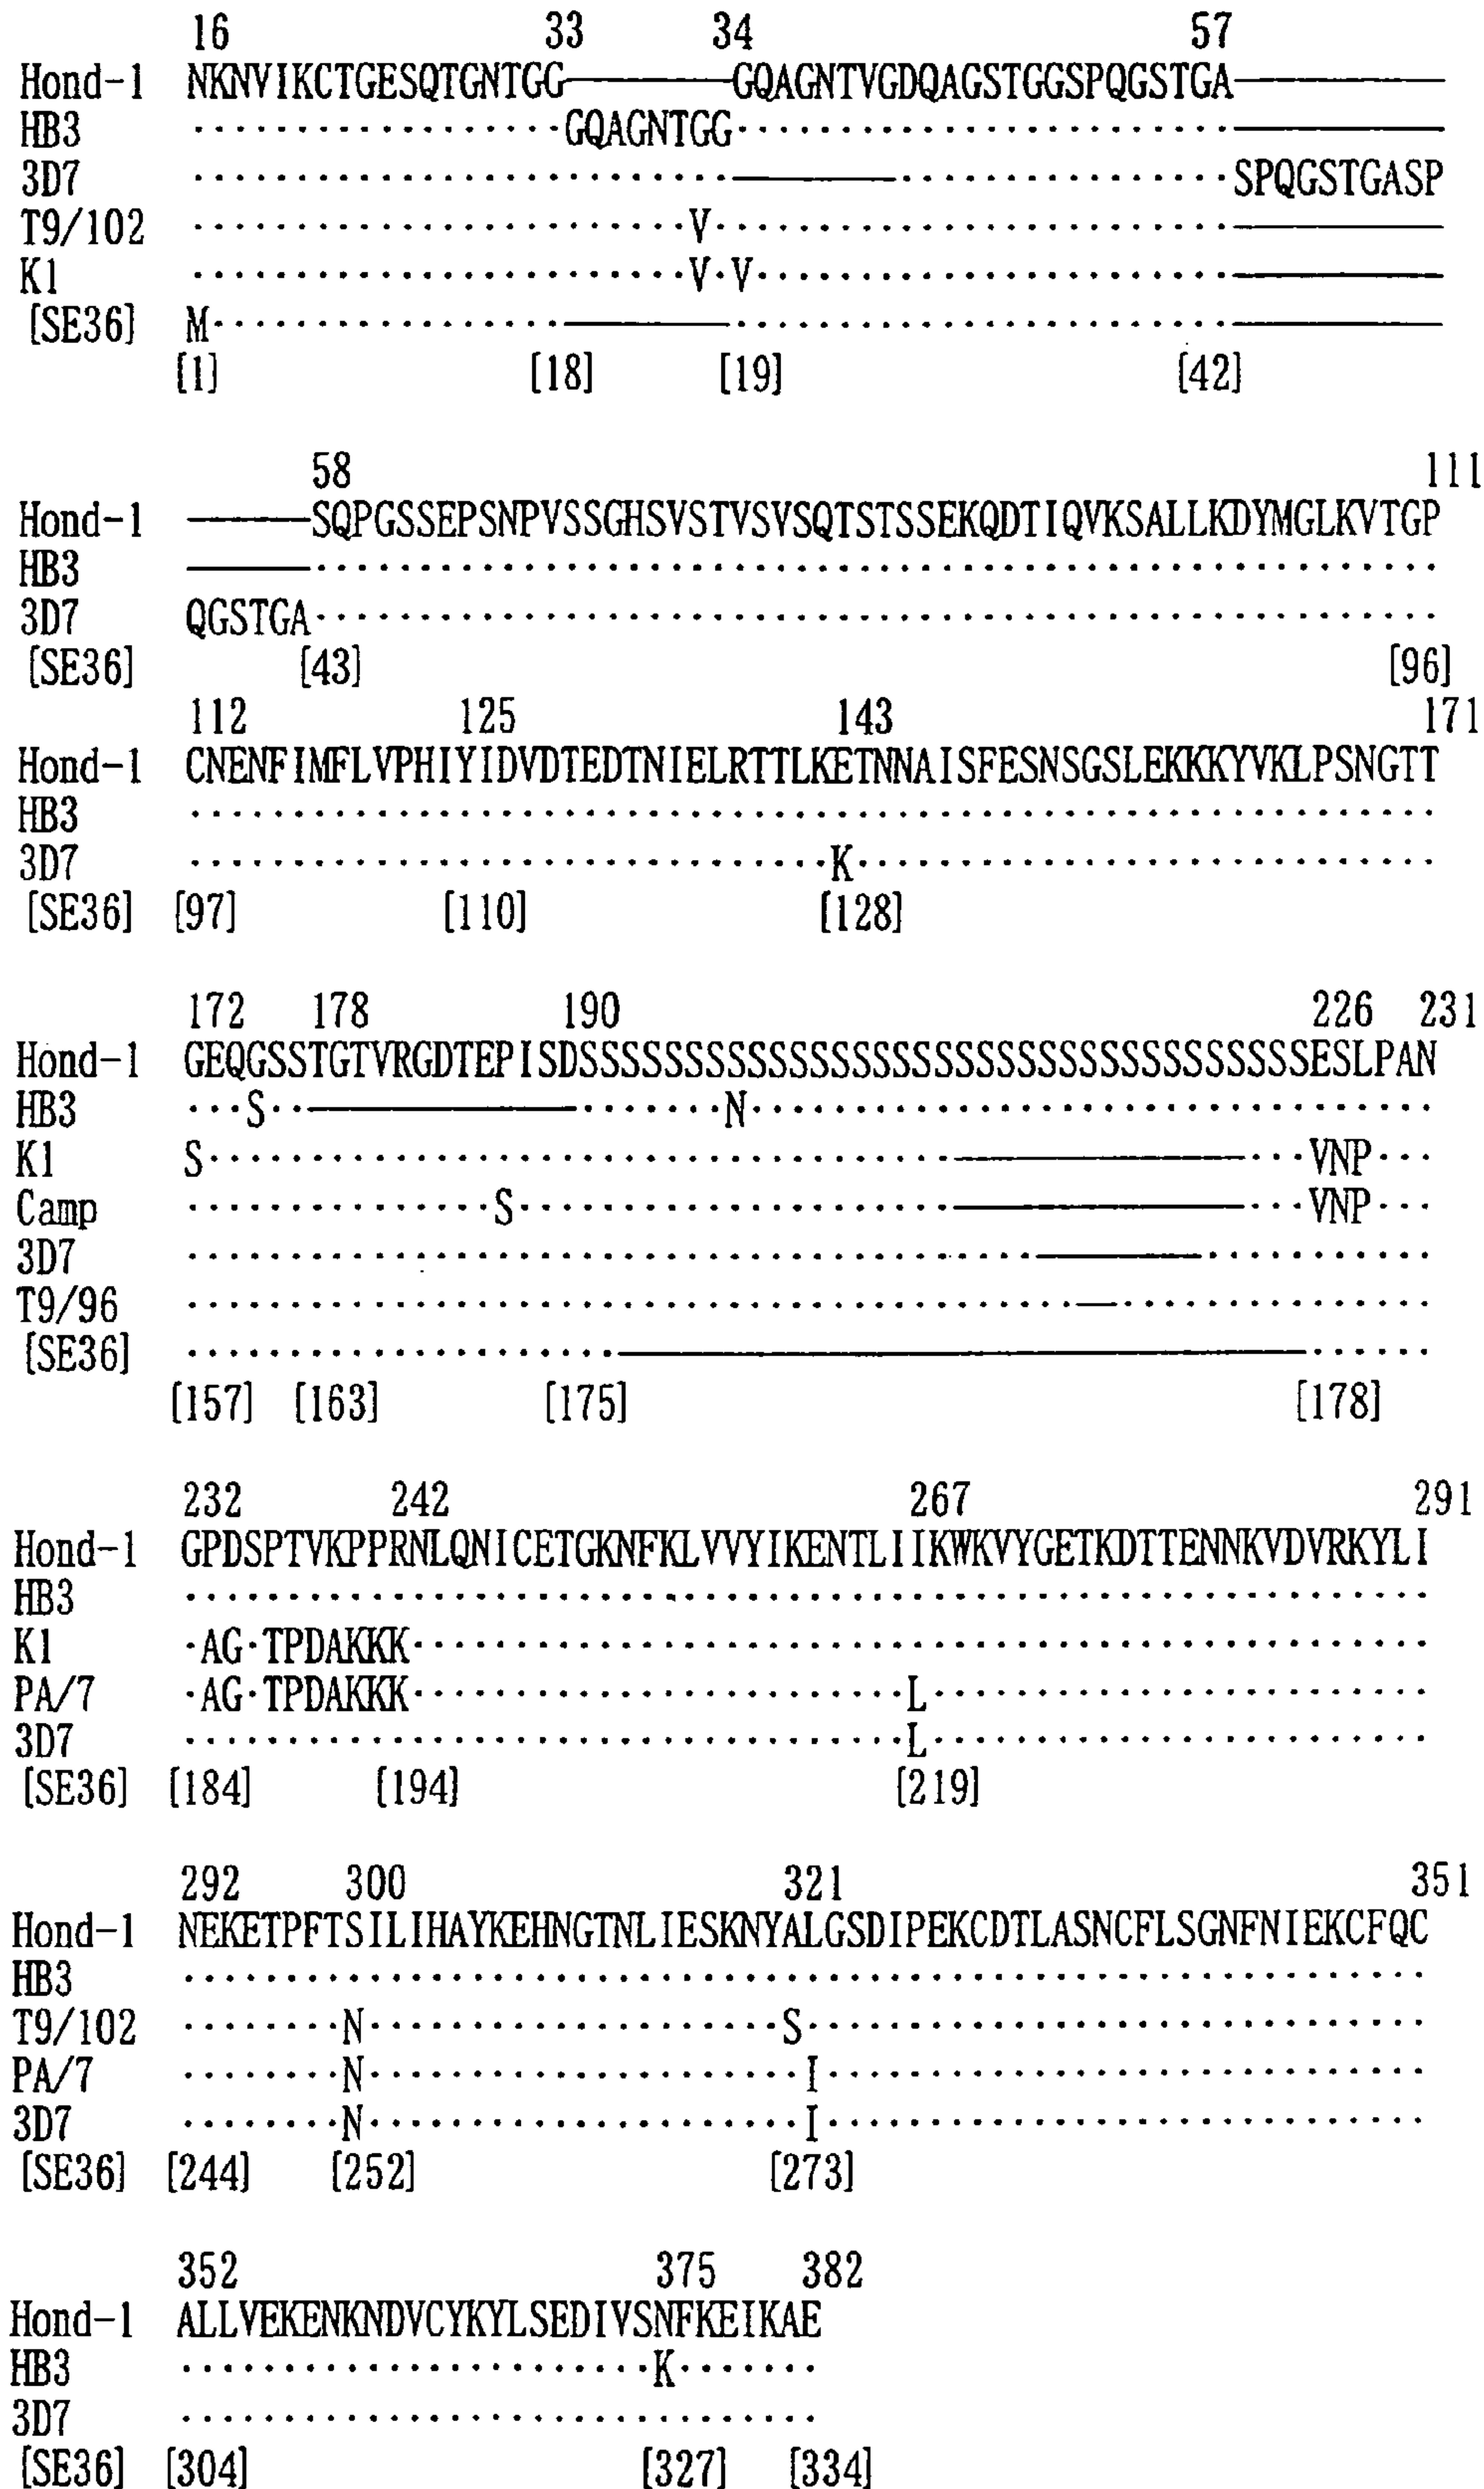 16 33 34 57
Hond-1 NKNVIKCTGESQTGNTGG————GQAGNTVGDQAGSTGGSPQGSTGA—————
HB3 ··················GQAGNTGG························—————
3D7 ··························————················SPQGSTGASP
T9/102 ························V·························—————
K1 ························V·V·······················—————
[SE36] M·················————························—————
[1] [18] [19] [42]
58 111
Hond-1 ———SQPGSSEPSNPVSSGHSVSTVSVSQTSTSSEKQDTIQVKSALLKDYMGLKVTGP
HB3 ———······················································
3D7 QGSTGA······················································
[SE36] [43] [96]
112 125 143 171
Hond-1 CNENFIMFLVPHIYIDVDTEDTNIELRTTLKETNNAISFESNSGSLEKKKYVKLPSNGTT
HB3 ····························································
3D7 ·······························K····························
[SE36] [97] [110] [128]
172 178 190 226 231
Hond-1 GEQGSSTGTVRGDTEPISDSSSSSSSSSSSSSSSSSSSSSSSSSSSSSSSSSSSESLPAN
HB3 ···S··——————·······N·································
K1 S····································———————···VNP···
Camp ···············S·····················———————···VNP···
3D7 ·········································————···········
T9/96 ···········································—···············
[SE36] ·····················————————————————······
[157] [163] [175] [178]
232 242 267 291
Hond-1 GPDSPTVKPPRNLQNICETGKNFKLVVYIKENTLIIKWKVYGETKDTTENNKVDVRKYLI
HB3 ····························································
K1 ·AG·TPDAKKK·················································
PA/7 ·AG·TPDAKKK························L························
3D7 ···································L························
[SE36] [184] [194] [219]
292 300 321 351
Hond-1 NEKETPFTSILIHAYKEHNGTNLIESKNYALGSDIPEKCDTLASNCFLSGNFNIEKCFQC
HB3 ····························································
T9/102 ········N····················S······························
PA/7 ········N·····················I·····························
3D7 ········N·····················I·····························
[SE36] [244] [252] [273]
352 375 382
Hond-1 ALLVEKENKNDVCYKYLSEDIVSNFKEIKAE
HB3 ·······················K·······
3D7 ·······························
[SE36] [304] [327] [334]